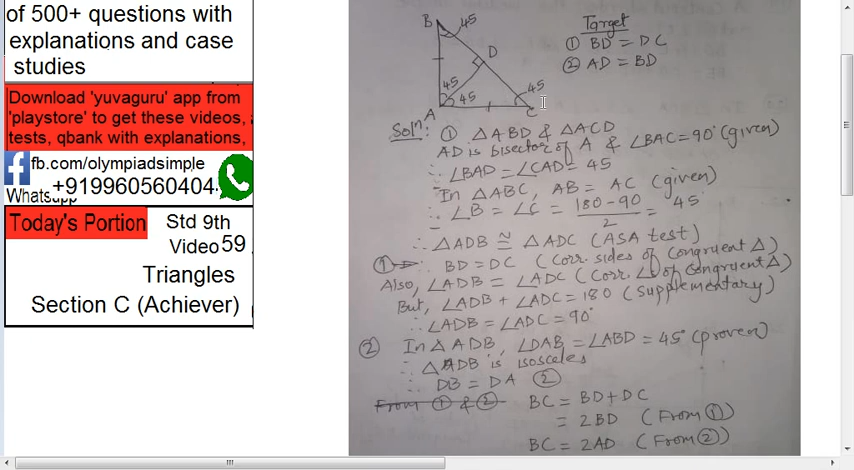 of 500+ questions with
explanations and case
studies
Download 'yuvaguru' app from
'playstore' to get these videos,
tests, qbank with explanations,
fb.com/olympiadsimple
+919960560404.
Whatsapp
Today's Portion
Std 9th
Video 59
Triangles
Section C (Achiever)
B
45
D
45
45
45
A
C
Target
① BD = DC
② AD = BD
Soln: ① △ABD & △ACD
AD is bisector of A & ∠BAC = 90° (given)
∴ ∠BAD = ∠CAD = 45
In △ABC, AB = AC (given)
∴ ∠B = ∠C = 180-90 / 2 = 45
∴ △ADB ≅ △ADC (ASA test)
① BD = DC (Corr. sides of Congruent △)
Also, ∠ADB = ∠ADC (Corr. ∠s of Congruent △)
But, ∠ADB + ∠ADC = 180 (Supplementary)
∴ ∠ADB = ∠ADC = 90°
② In △ADB, ∠DAB = ∠ABD = 45° (proven)
∴ △ADB is isosceles
∴ DB = DA ②
From ① & ② BC = BD + DC
= 2BD (From ①)
BC = 2AD (From ②)